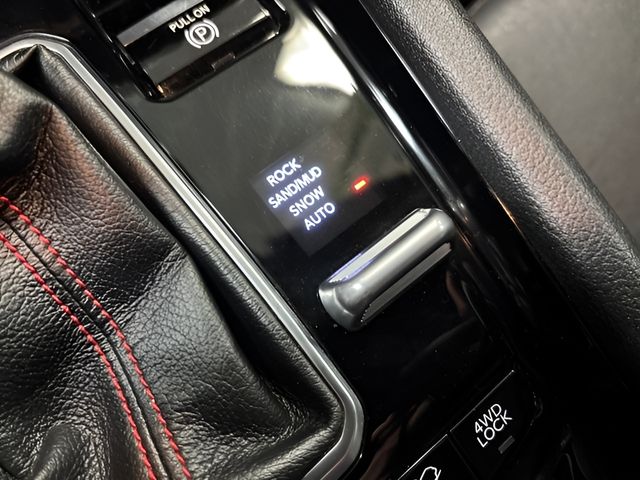 PULL ON
P
ROCK
SAND/MUD
SNOW
AUTO
4WD
LOCK